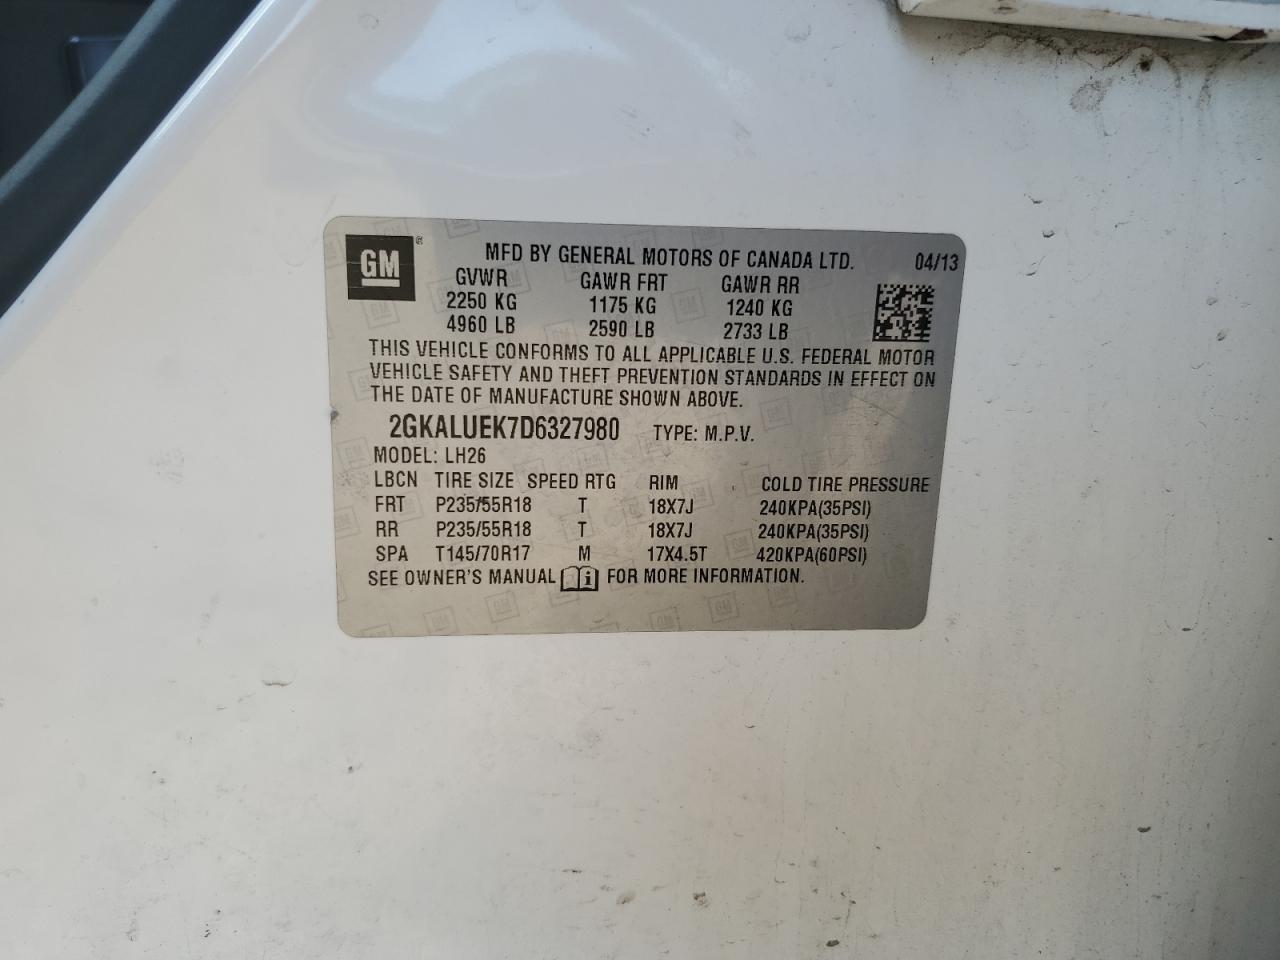 GM ® MFD BY GENERAL MOTORS OF CANADA LTD. 04/13
GVWR GAWR FRT GAWR RR
2250 KG 1175 KG 1240 KG
4960 LB 2590 LB 2733 LB
THIS VEHICLE CONFORMS TO ALL APPLICABLE U.S. FEDERAL MOTOR
VEHICLE SAFETY AND THEFT PREVENTION STANDARDS IN EFFECT ON
THE DATE OF MANUFACTURE SHOWN ABOVE.
2GKALUEK7D6327980 TYPE: M.P.V.
MODEL: LH26
LBCN TIRE SIZE SPEED RTG RIM COLD TIRE PRESSURE
FRT P235/55R18 T 18X7J 240KPA(35PSI)
RR P235/55R18 T 18X7J 240KPA(35PSI)
SPA T145/70R17 M 17X4.5T 420KPA(60PSI)
SEE OWNER'S MANUAL i FOR MORE INFORMATION.